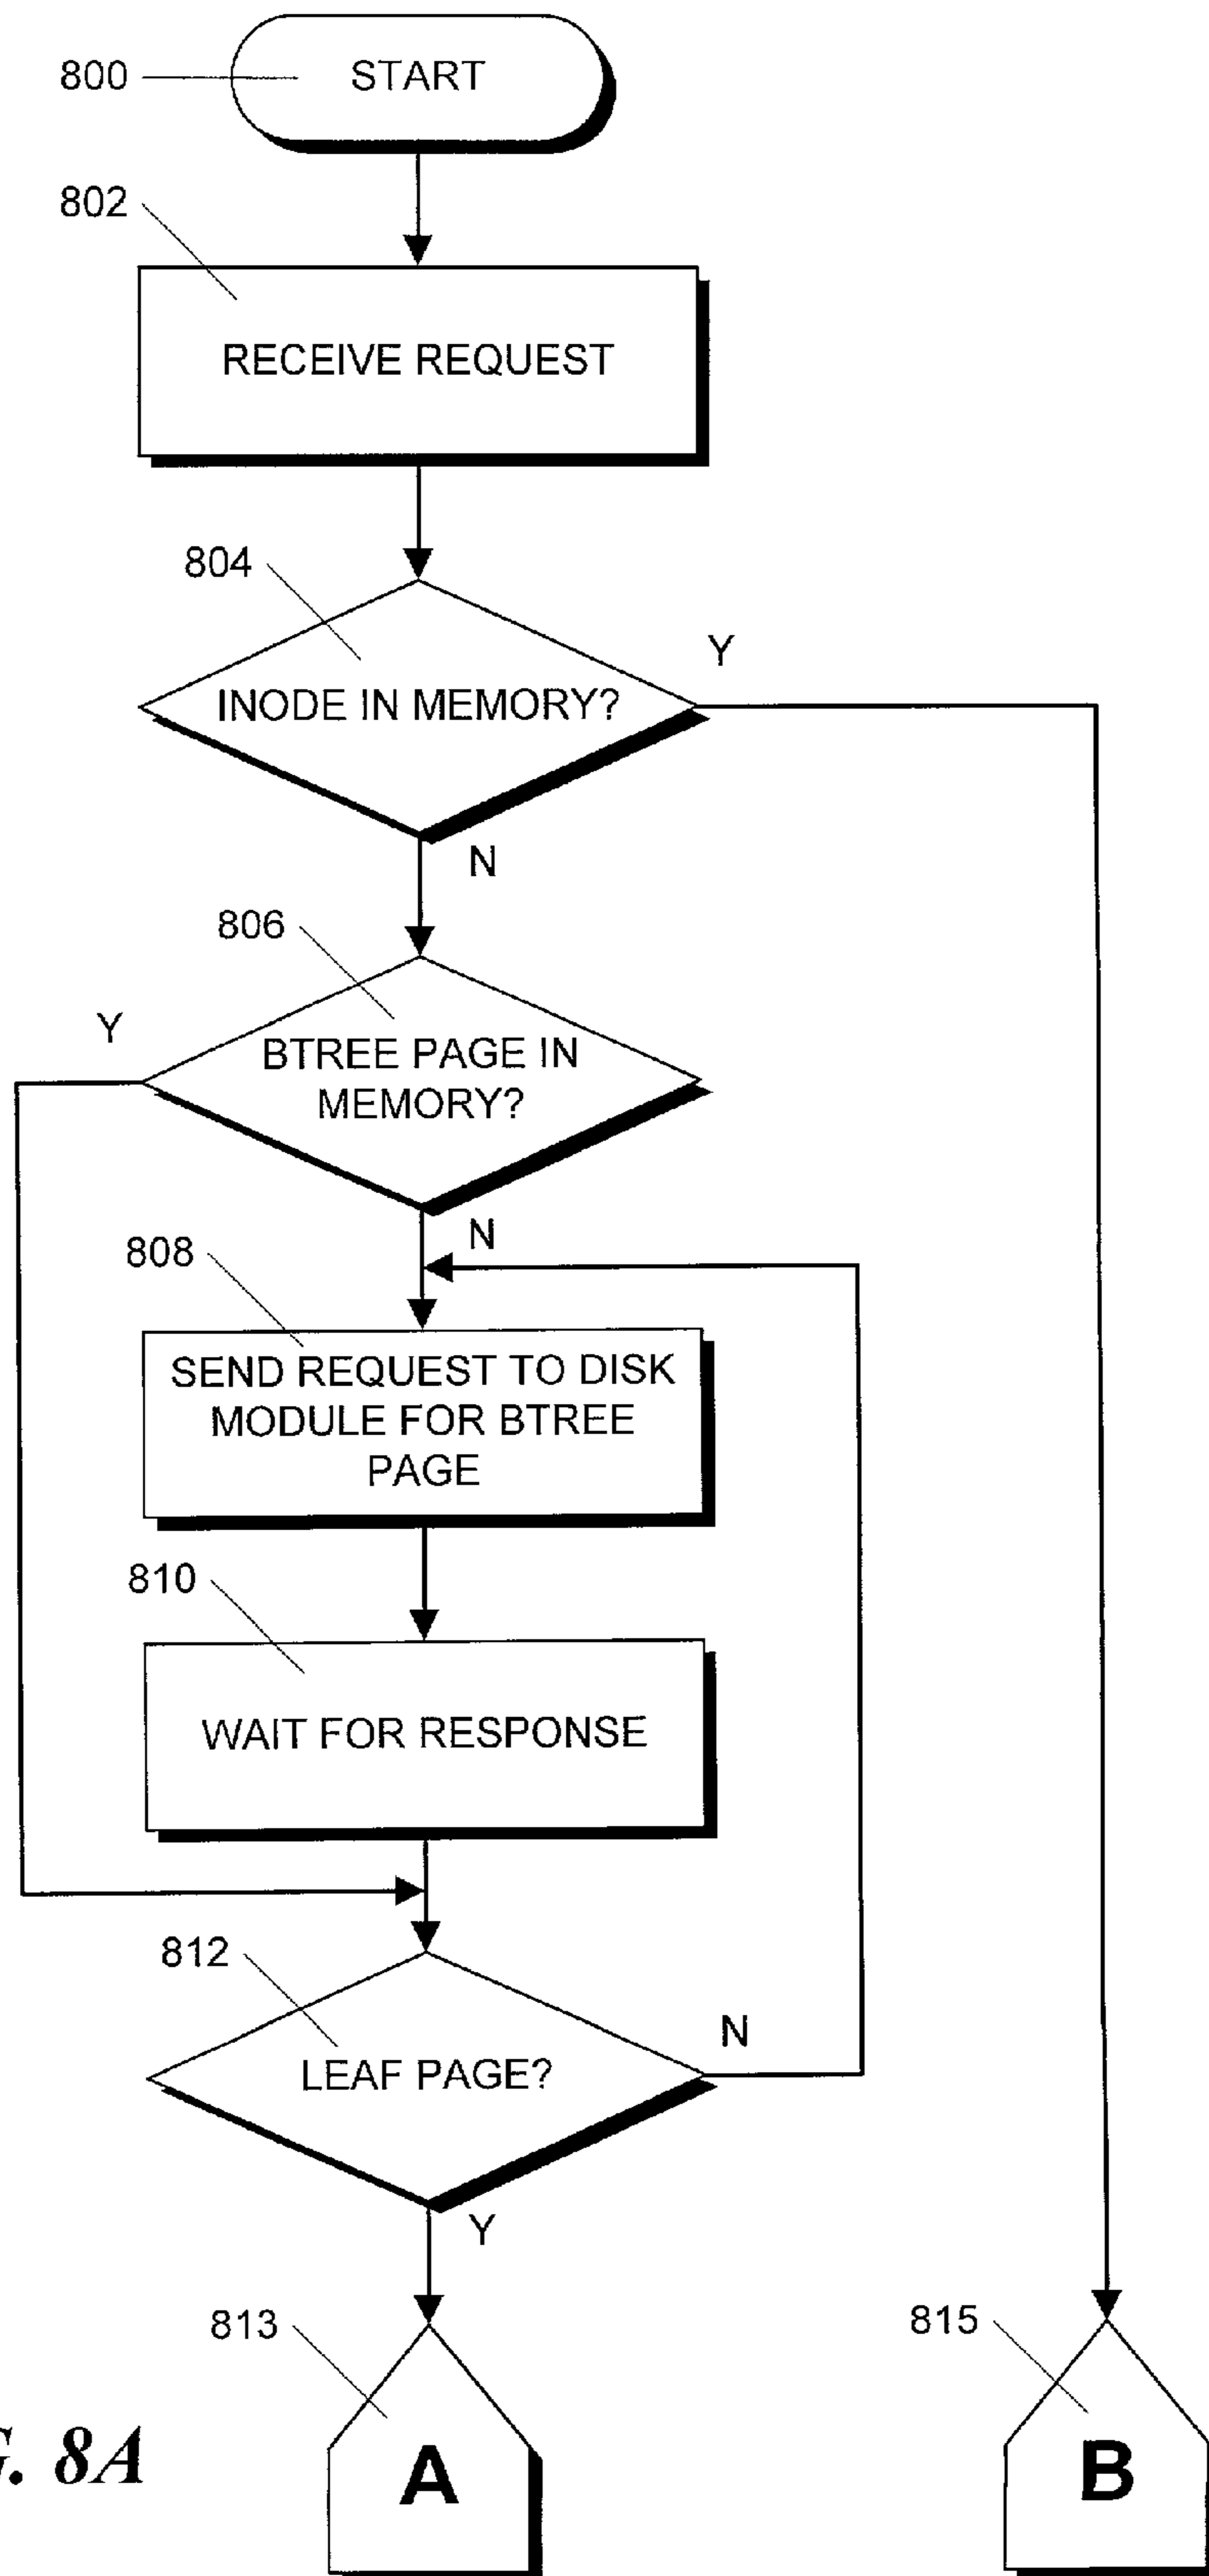 800
START
802
RECEIVE REQUEST
804
Y
INODE IN MEMORY?
N
806
Y
BTREE PAGE IN
MEMORY?
N
808
SEND REQUEST TO DISK
MODULE FOR BTREE
PAGE
810
WAIT FOR RESPONSE
812
N
LEAF PAGE?
Y
813
815
A
B
G. 8A